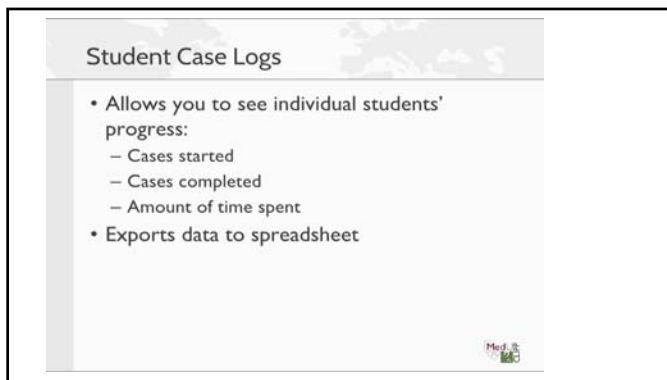 Student Case Logs
• Allows you to see individual students'
progress:
– Cases started
– Cases completed
– Amount of time spent
• Exports data to spreadsheet
Med